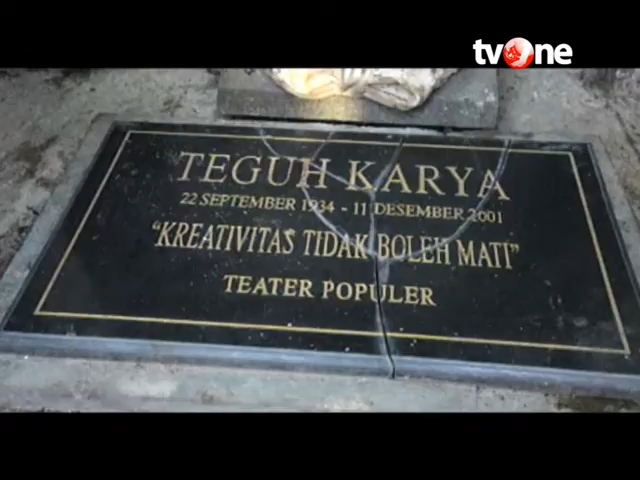 tvOne
TEGUH KARYA
22 SEPTEMBER 1934 - 11 DESEMBER 2001
"KREATIVITAS TIDAK BOLEH MATI"
TEATER POPULER